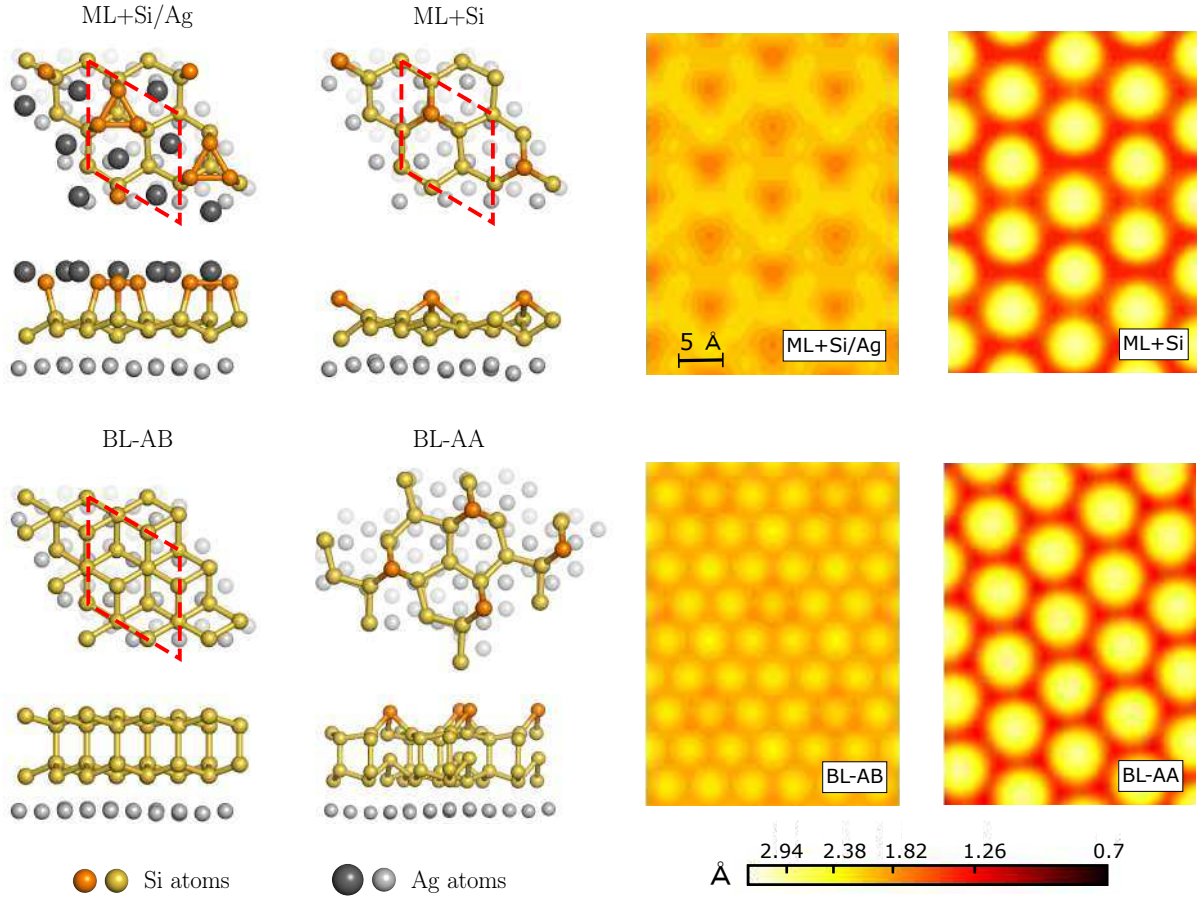 ML+Si/Ag
ML+Si
5 Å
ML+Si/Ag
ML+Si
BL-AB
BL-AA
BL-AB
BL-AA
Si atoms
Ag atoms
Å
2.94 2.38 1.82 1.26 0.7